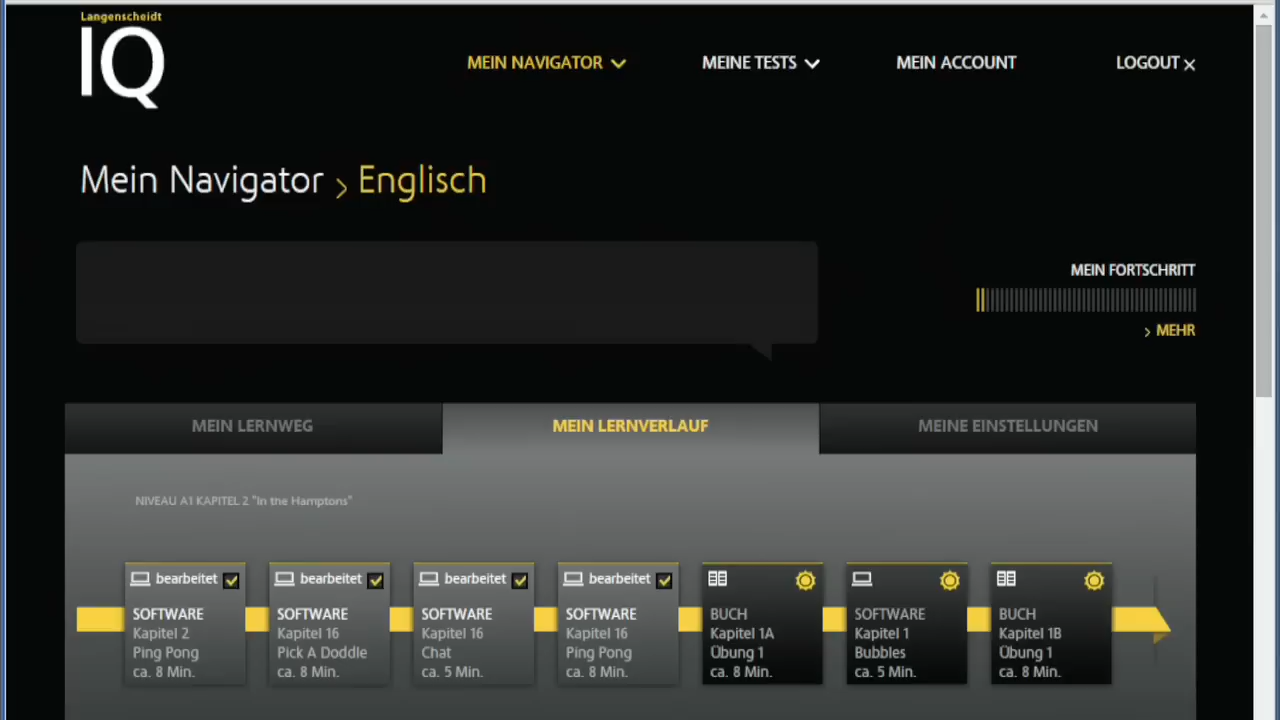 Langenscheidt
IQ
MEIN NAVIGATOR
MEINE TESTS
MEIN ACCOUNT
LOGOUT
Mein Navigator > Englisch
MEIN FORTSCHRITT
> MEHR
MEIN LERNWEG
MEIN LERNVERLAUF
MEINE EINSTELLUNGEN
NIVEAU A1 KAPITEL 2 "In the Hamptons"
bearbeitet
SOFTWARE
Kapitel 2
Ping Pong
ca. 8 Min.
bearbeitet
SOFTWARE
Kapitel 16
Pick A Doddle
ca. 8 Min.
bearbeitet
SOFTWARE
Kapitel 16
Chat
ca. 5 Min.
bearbeitet
SOFTWARE
Kapitel 16
Ping Pong
ca. 8 Min.
BUCH
Kapitel 1A
Übung 1
ca. 8 Min.
SOFTWARE
Kapitel 1
Bubbles
ca. 5 Min.
BUCH
Kapitel 1B
Übung 1
ca. 8 Min.